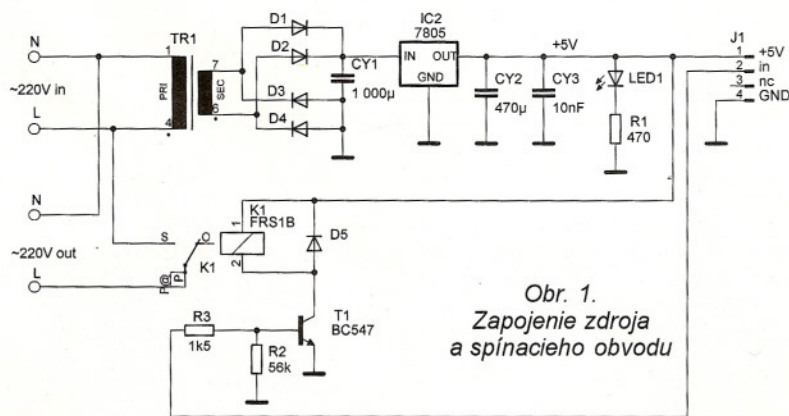 N
~220V in
L
N
~220V out
L
TR1
1
4
PRI
SEC
7
6
D1
D2
D3
D4
CY1
1 000µ
IC2
7805
IN
OUT
GND
+5V
CY2
470µ
CY3
10nF
LED1
R1
470
J1
1 +5V
2 in
3 nc
4 GND
S
O
P
P@
K1
K1
FRS1B
1
2
D5
T1
BC547
R3
1k5
R2
56k
Obr. 1.
Zapojenie zdroja
a spínacieho obvodu